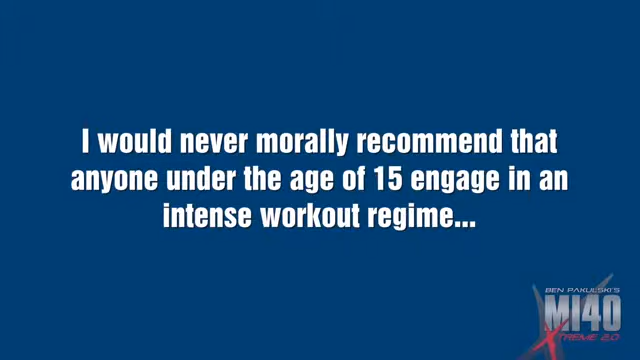 I would never morally recommend that
anyone under the age of 15 engage in an
intense workout regime...
BEN PAKULSKI'S
MI40
XTREME 2.0